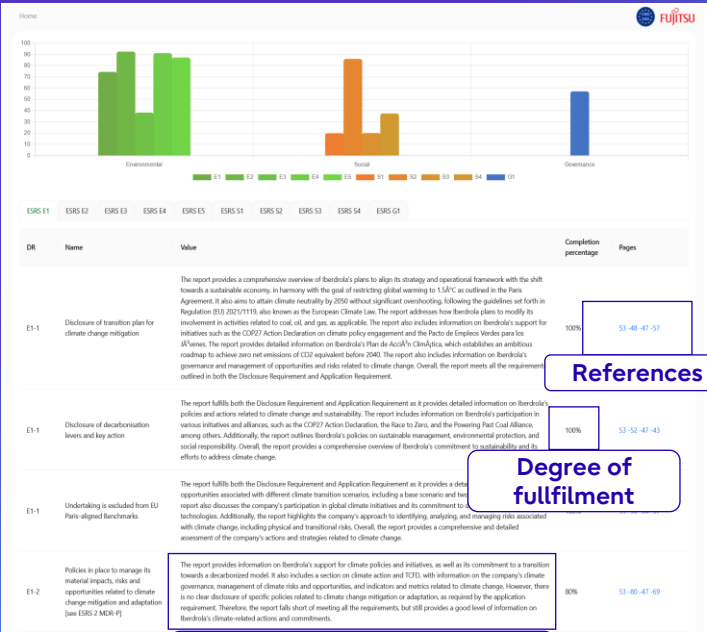 Home
FUJITSU
100
90
80
70
60
50
40
30
20
10
0
Environmental
Social
Governance
E1 E2 E3 E4 E5 S1 S2 S3 S4 G1
ESRS E1 ESRS E2 ESRS E3 ESRS E4 ESRS E5 ESRS S1 ESRS S2 ESRS S3 ESRS S4 ESRS G1
DR Name Value Completion percentage Pages
E1-1
Disclosure of transition plan for
climate change mitigation
The report provides a comprehensive overview of Iberdrola's plans to align its strategy and operational framework with the shift
towards a sustainable economy, in harmony with the goal of restricting global warming to 1.5Â°C as outlined in the Paris
Agreement. It also aims to attain climate neutrality by 2050 without significant overshooting, following the guidelines set forth in
Regulation (EU) 2021/1119, also known as the European Climate Law. The report addresses how Iberdrola plans to modify its
involvement in activities related to coal, oil, and gas, as applicable. The report also includes information on Iberdrola's support for
initiatives such as the COP27 Action Declaration on climate policy engagement and the Pacto de Empleos Verdes para los
JÃ³venes. The report provides detailed information on Iberdrola's Plan de AcciÃ³n ClimÃ¡tica, which establishes an ambitious
roadmap to achieve zero net emissions of CO2 equivalent before 2040. The report also includes information on Iberdrola's
governance and management of opportunities and risks related to climate change. Overall, the report meets all the requirements
outlined in both the Disclosure Requirement and Application Requirement.
100%
53 -48 -47 -57
References
E1-1
Disclosure of decarbonisation
levers and key action
The report fulfills both the Disclosure Requirement and Application Requirement as it provides detailed information on Iberdrola's
policies and actions related to climate change and sustainability. The report includes information on Iberdrola's participation in
various initiatives and alliances, such as the COP27 Action Declaration, the Race to Zero, and the Powering Past Coal Alliance,
among others. Additionally, the report outlines Iberdrola's policies on sustainable management, environmental protection, and
social responsibility. Overall, the report provides a comprehensive overview of Iberdrola's commitment to sustainability and its
efforts to address climate change.
100%
53 -52 -47 -43
Degree of
fullfilment
E1-1
Undertaking is excluded from EU
Paris-aligned Benchmarks
The report fulfills both the Disclosure Requirement and Application Requirement as it provides a deta
opportunities associated with different climate transition scenarios, including a base scenario and two
report also discusses the company's participation in global climate initiatives and its commitment to
technologies. Additionally, the report highlights the company's approach to identifying, analyzing, and managing risks associated
with climate change, including physical and transitional risks. Overall, the report provides a comprehensive and detailed
assessment of the company's actions and strategies related to climate change.
E1-2
Policies in place to manage its
material impacts, risks and
opportunities related to climate
change mitigation and adaptation
[see ESRS 2 MDR-P]
The report provides information on Iberdrola's support for climate policies and initiatives, as well as its commitment to a transition
towards a decarbonized model. It also includes a section on climate action and TCFD, with information on the company's climate
governance, management of climate risks and opportunities, and indicators and metrics related to climate change. However, there
is no clear disclosure of specific policies related to climate change mitigation or adaptation, as required by the application
requirement. Therefore, the report falls short of meeting all the requirements, but still provides a good level of information on
Iberdrola's climate-related actions and commitments.
80%
53 -80 -47 -69